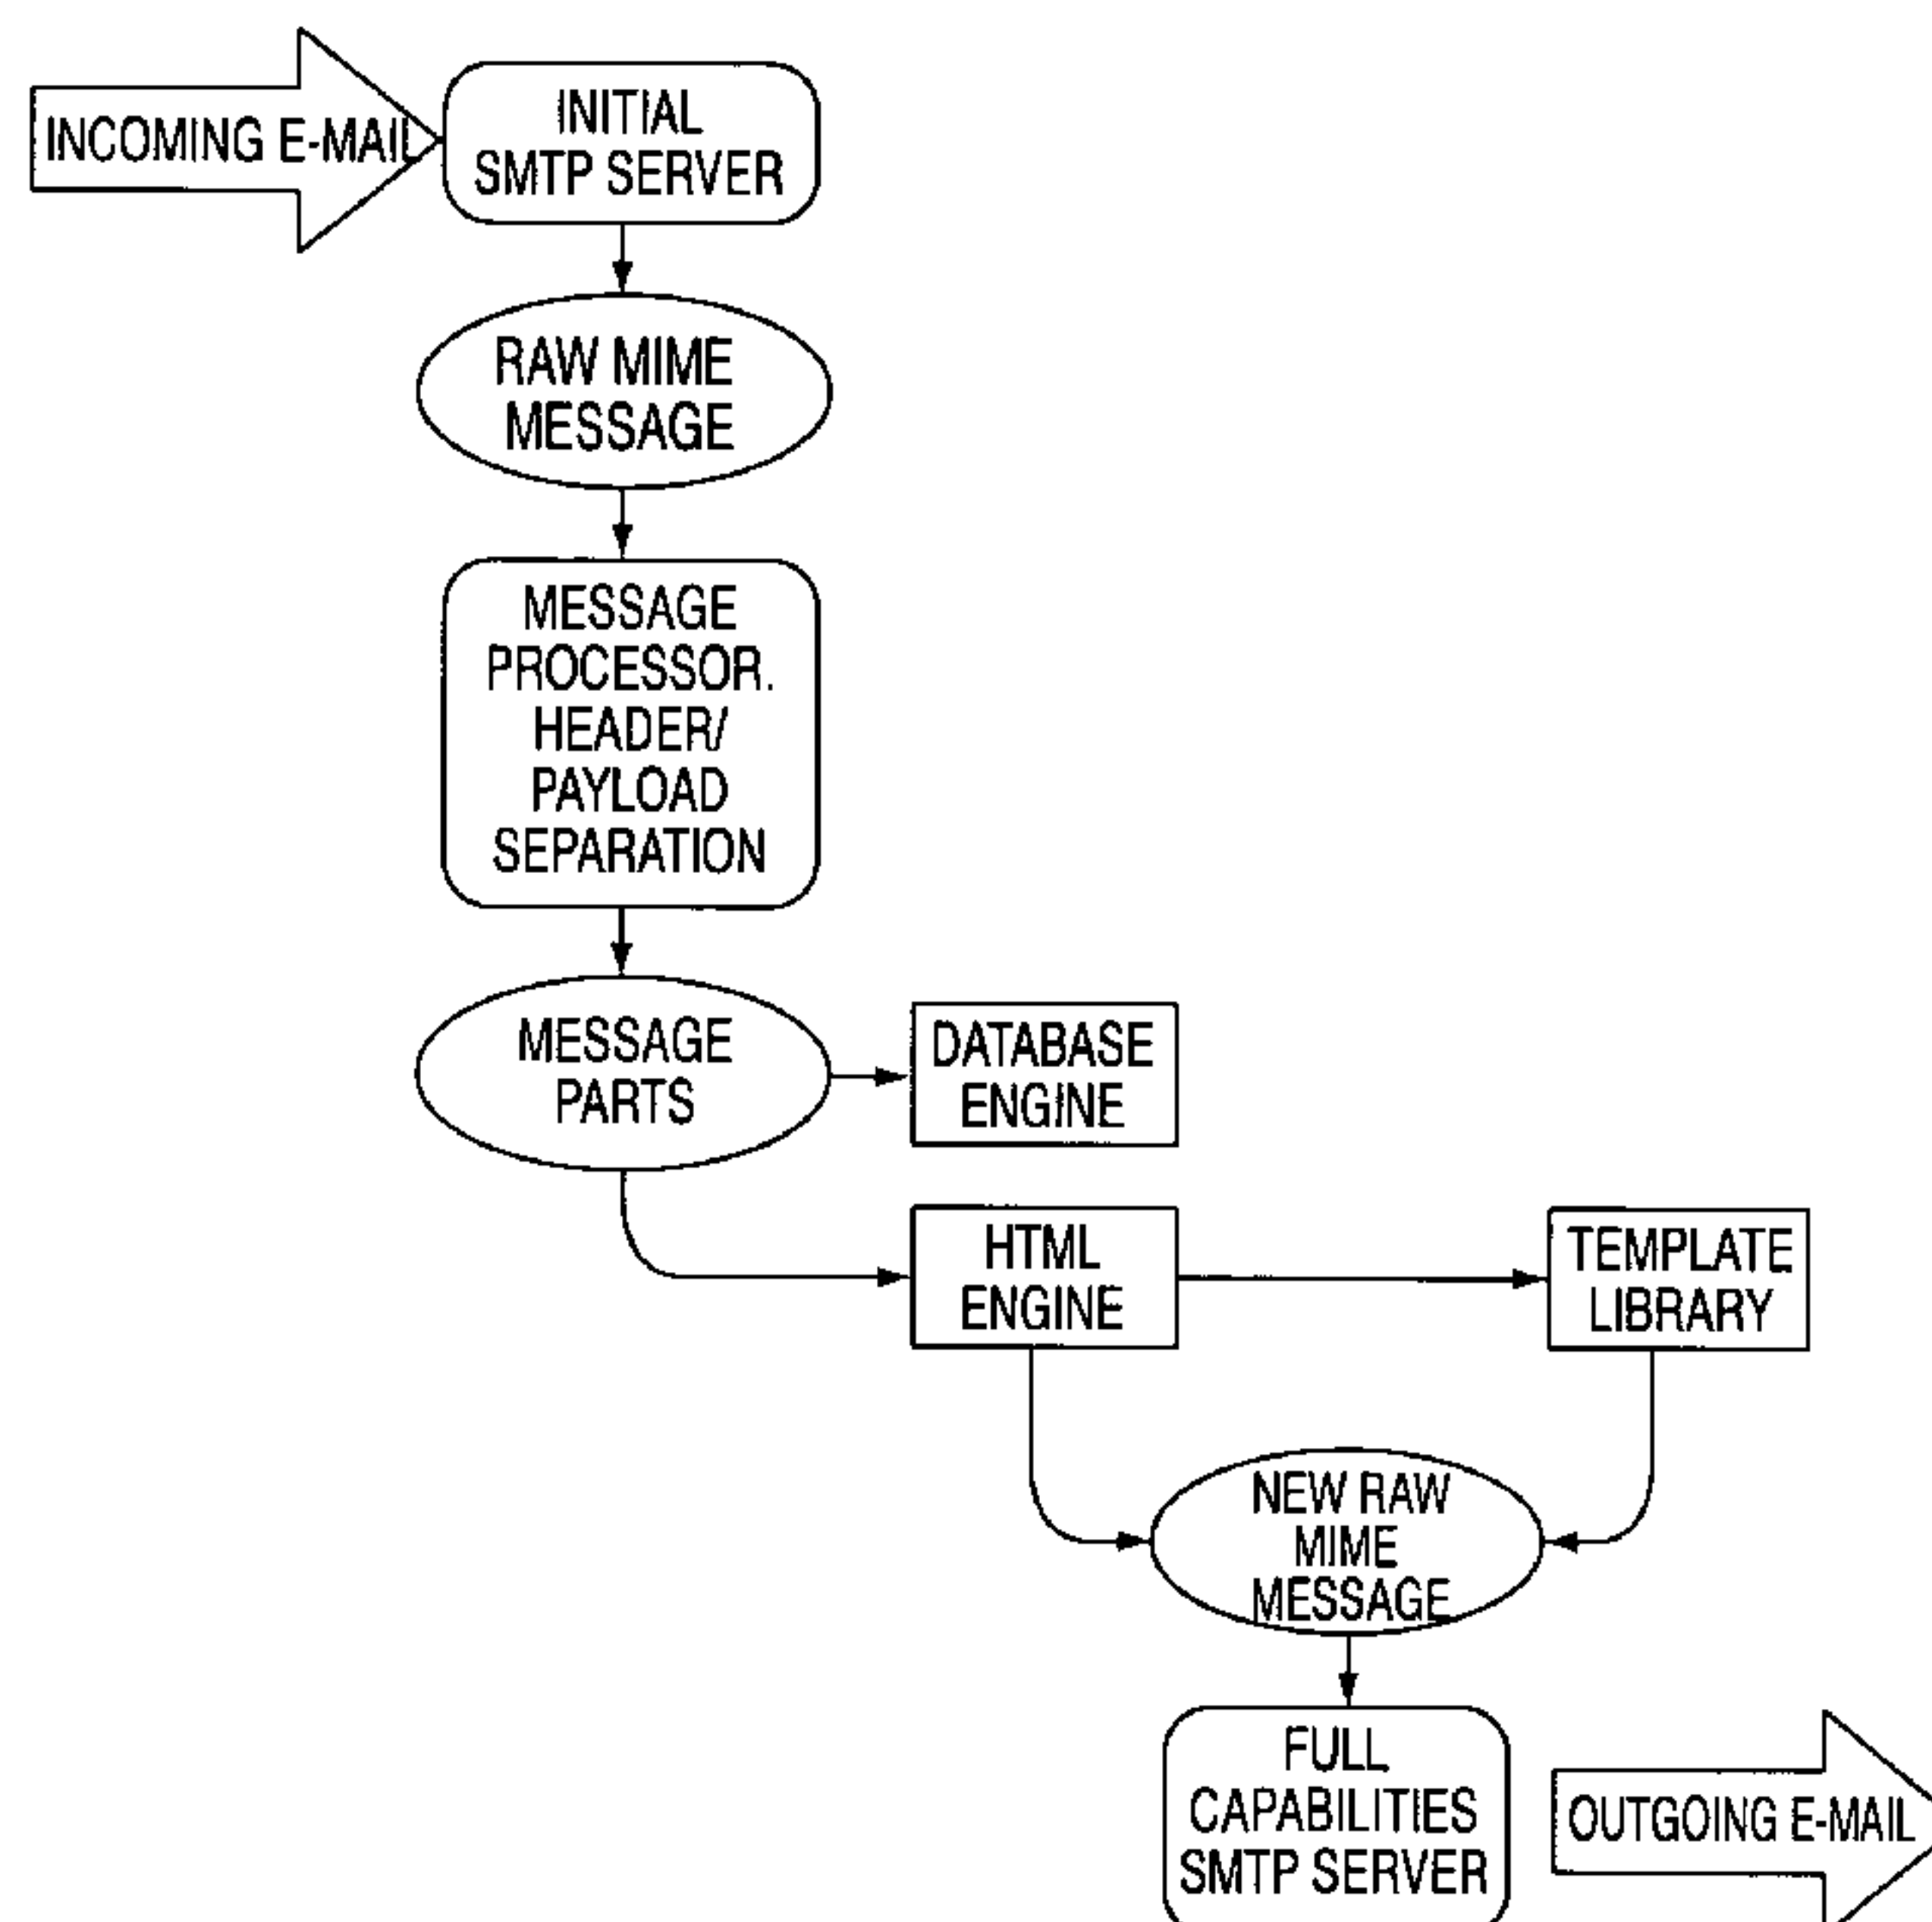 INCOMING E-MAIL
INITIAL
SMTP SERVER
RAW MIME
MESSAGE
MESSAGE
PROCESSOR.
HEADER/
PAYLOAD
SEPARATION
MESSAGE
PARTS
DATABASE
ENGINE
HTML
ENGINE
TEMPLATE
LIBRARY
NEW RAW
MIME
MESSAGE
FULL
CAPABILITIES
SMTP SERVER
OUTGOING E-MAIL